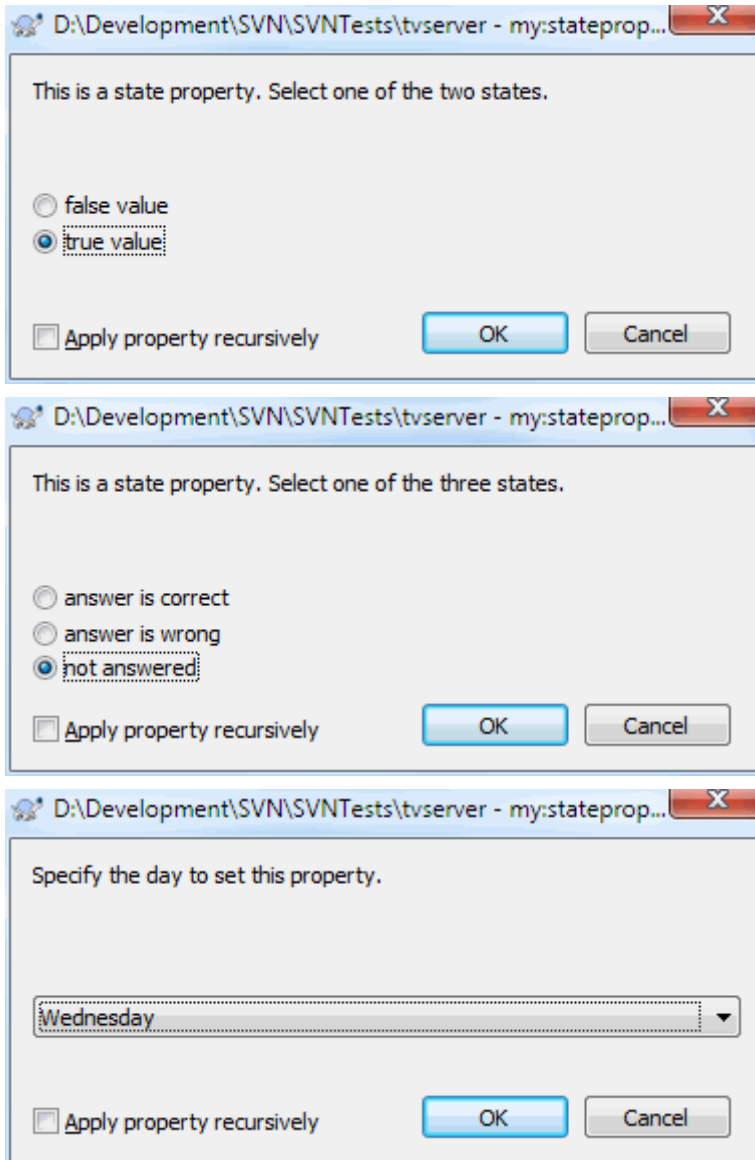 D:\Development\SVN\SVNTests\tvserver - my:stateprop...
This is a state property. Select one of the two states.
false value
true value
Apply property recursively OK Cancel
D:\Development\SVN\SVNTests\tvserver - my:stateprop...
This is a state property. Select one of the three states.
answer is correct
answer is wrong
not answered
Apply property recursively OK Cancel
D:\Development\SVN\SVNTests\tvserver - my:stateprop...
Specify the day to set this property.
Wednesday
Apply property recursively OK Cancel